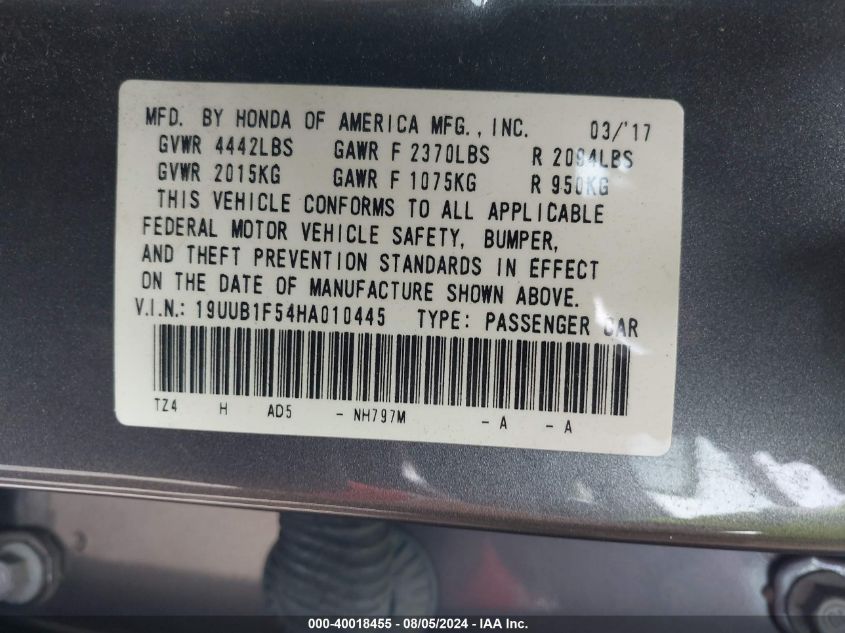 MFD. BY HONDA OF AMERICA MFG., INC. 03/'17
GVWR 4442LBS GAWR F 2370LBS R 2094LBS
GVWR 2015KG GAWR F 1075KG R 950KG
THIS VEHICLE CONFORMS TO ALL APPLICABLE
FEDERAL MOTOR VEHICLE SAFETY, BUMPER,
AND THEFT PREVENTION STANDARDS IN EFFECT
ON THE DATE OF MANUFACTURE SHOWN ABOVE.
V.I.N.: 19UUB1F54HA010445 TYPE: PASSENGER CAR
TZ4 H AD5 - NH797M - A - A
000-40018455 - 08/05/2024 - IAA Inc.